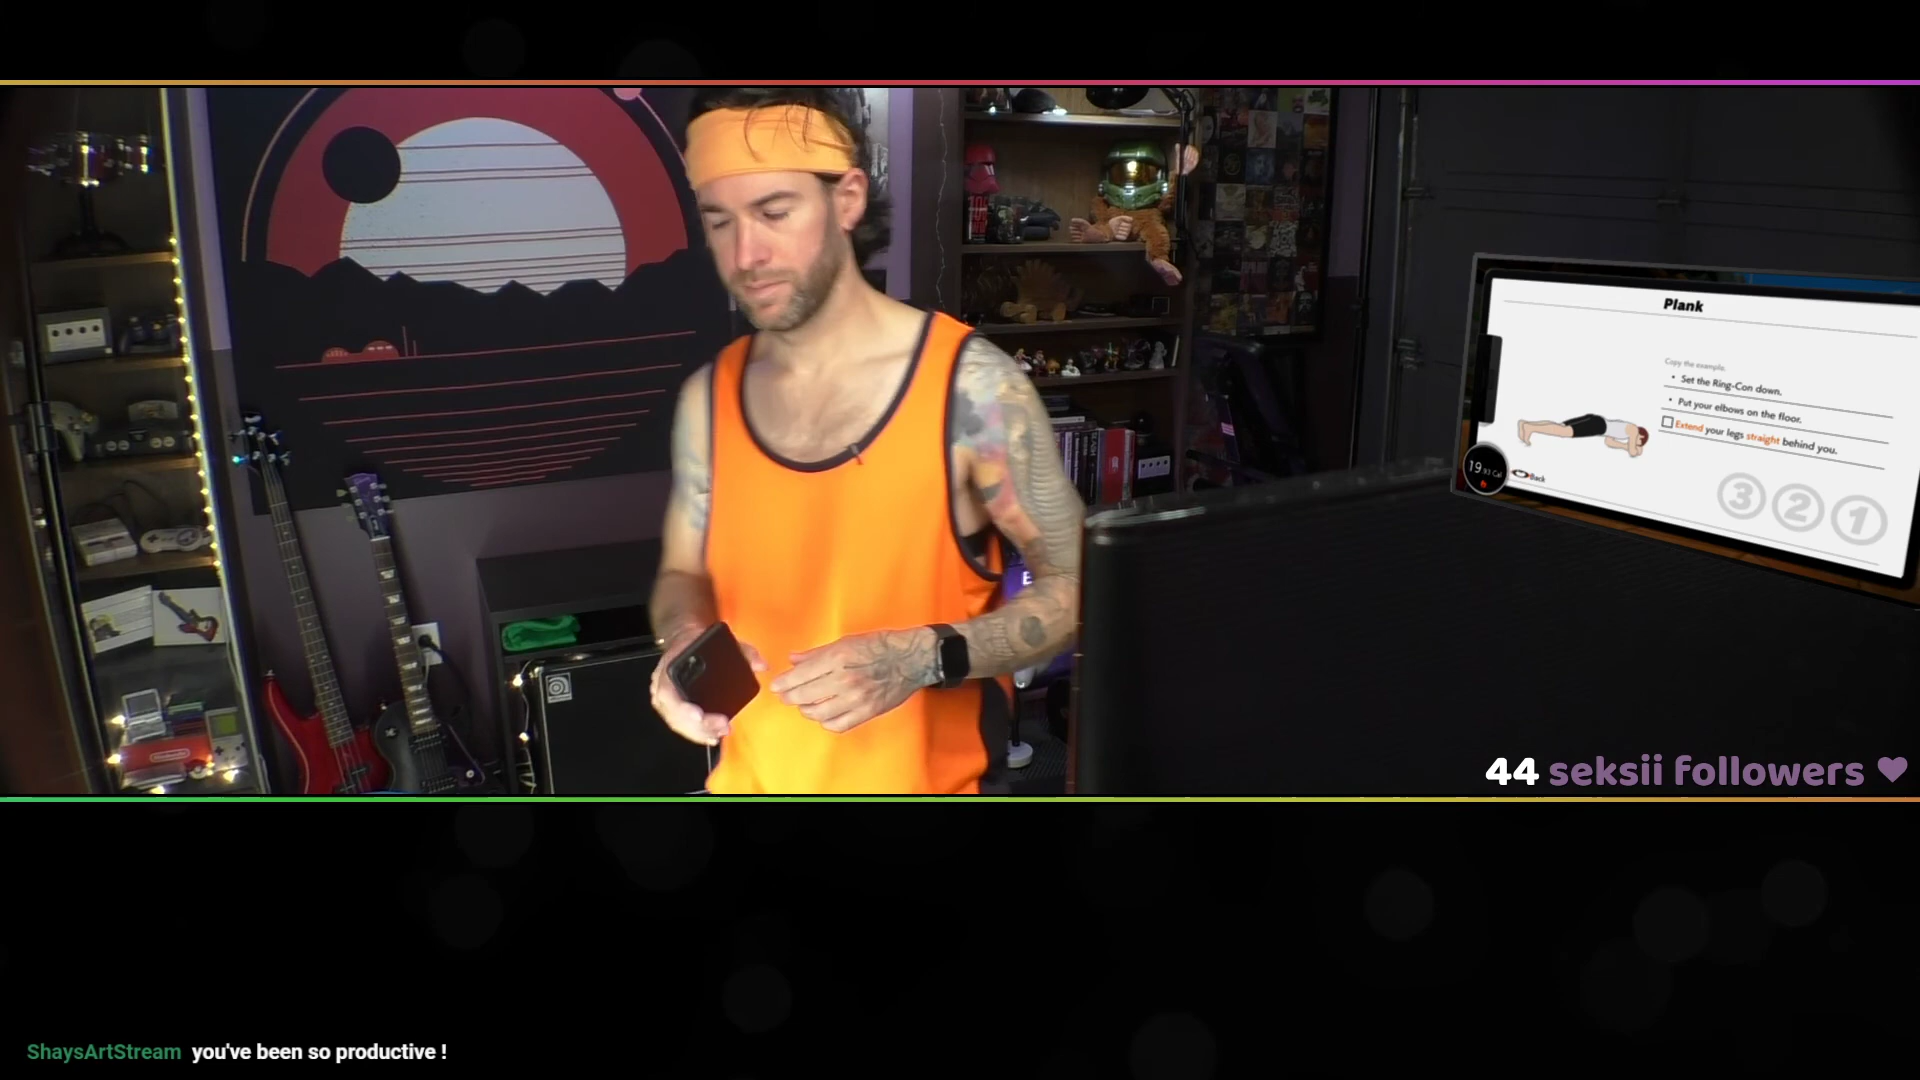 Plank
Copy the example.
• Set the Ring-Con down.
• Put your elbows on the floor.
Extend your legs straight behind you.
Back
3 2 1
Nintendo
44 seksii followers
ShaysArtStream you've been so productive !